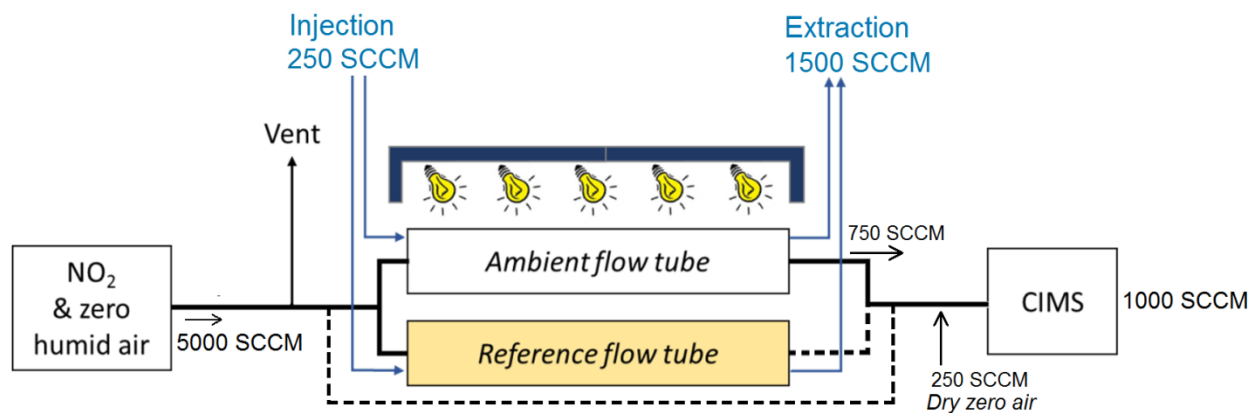 Injection
250 SCCM
Extraction
1500 SCCM
Vent
750 SCCM
Ambient flow tube
NO₂
& zero
humid air
5000 SCCM
CIMS
1000 SCCM
Reference flow tube
250 SCCM
Dry zero air